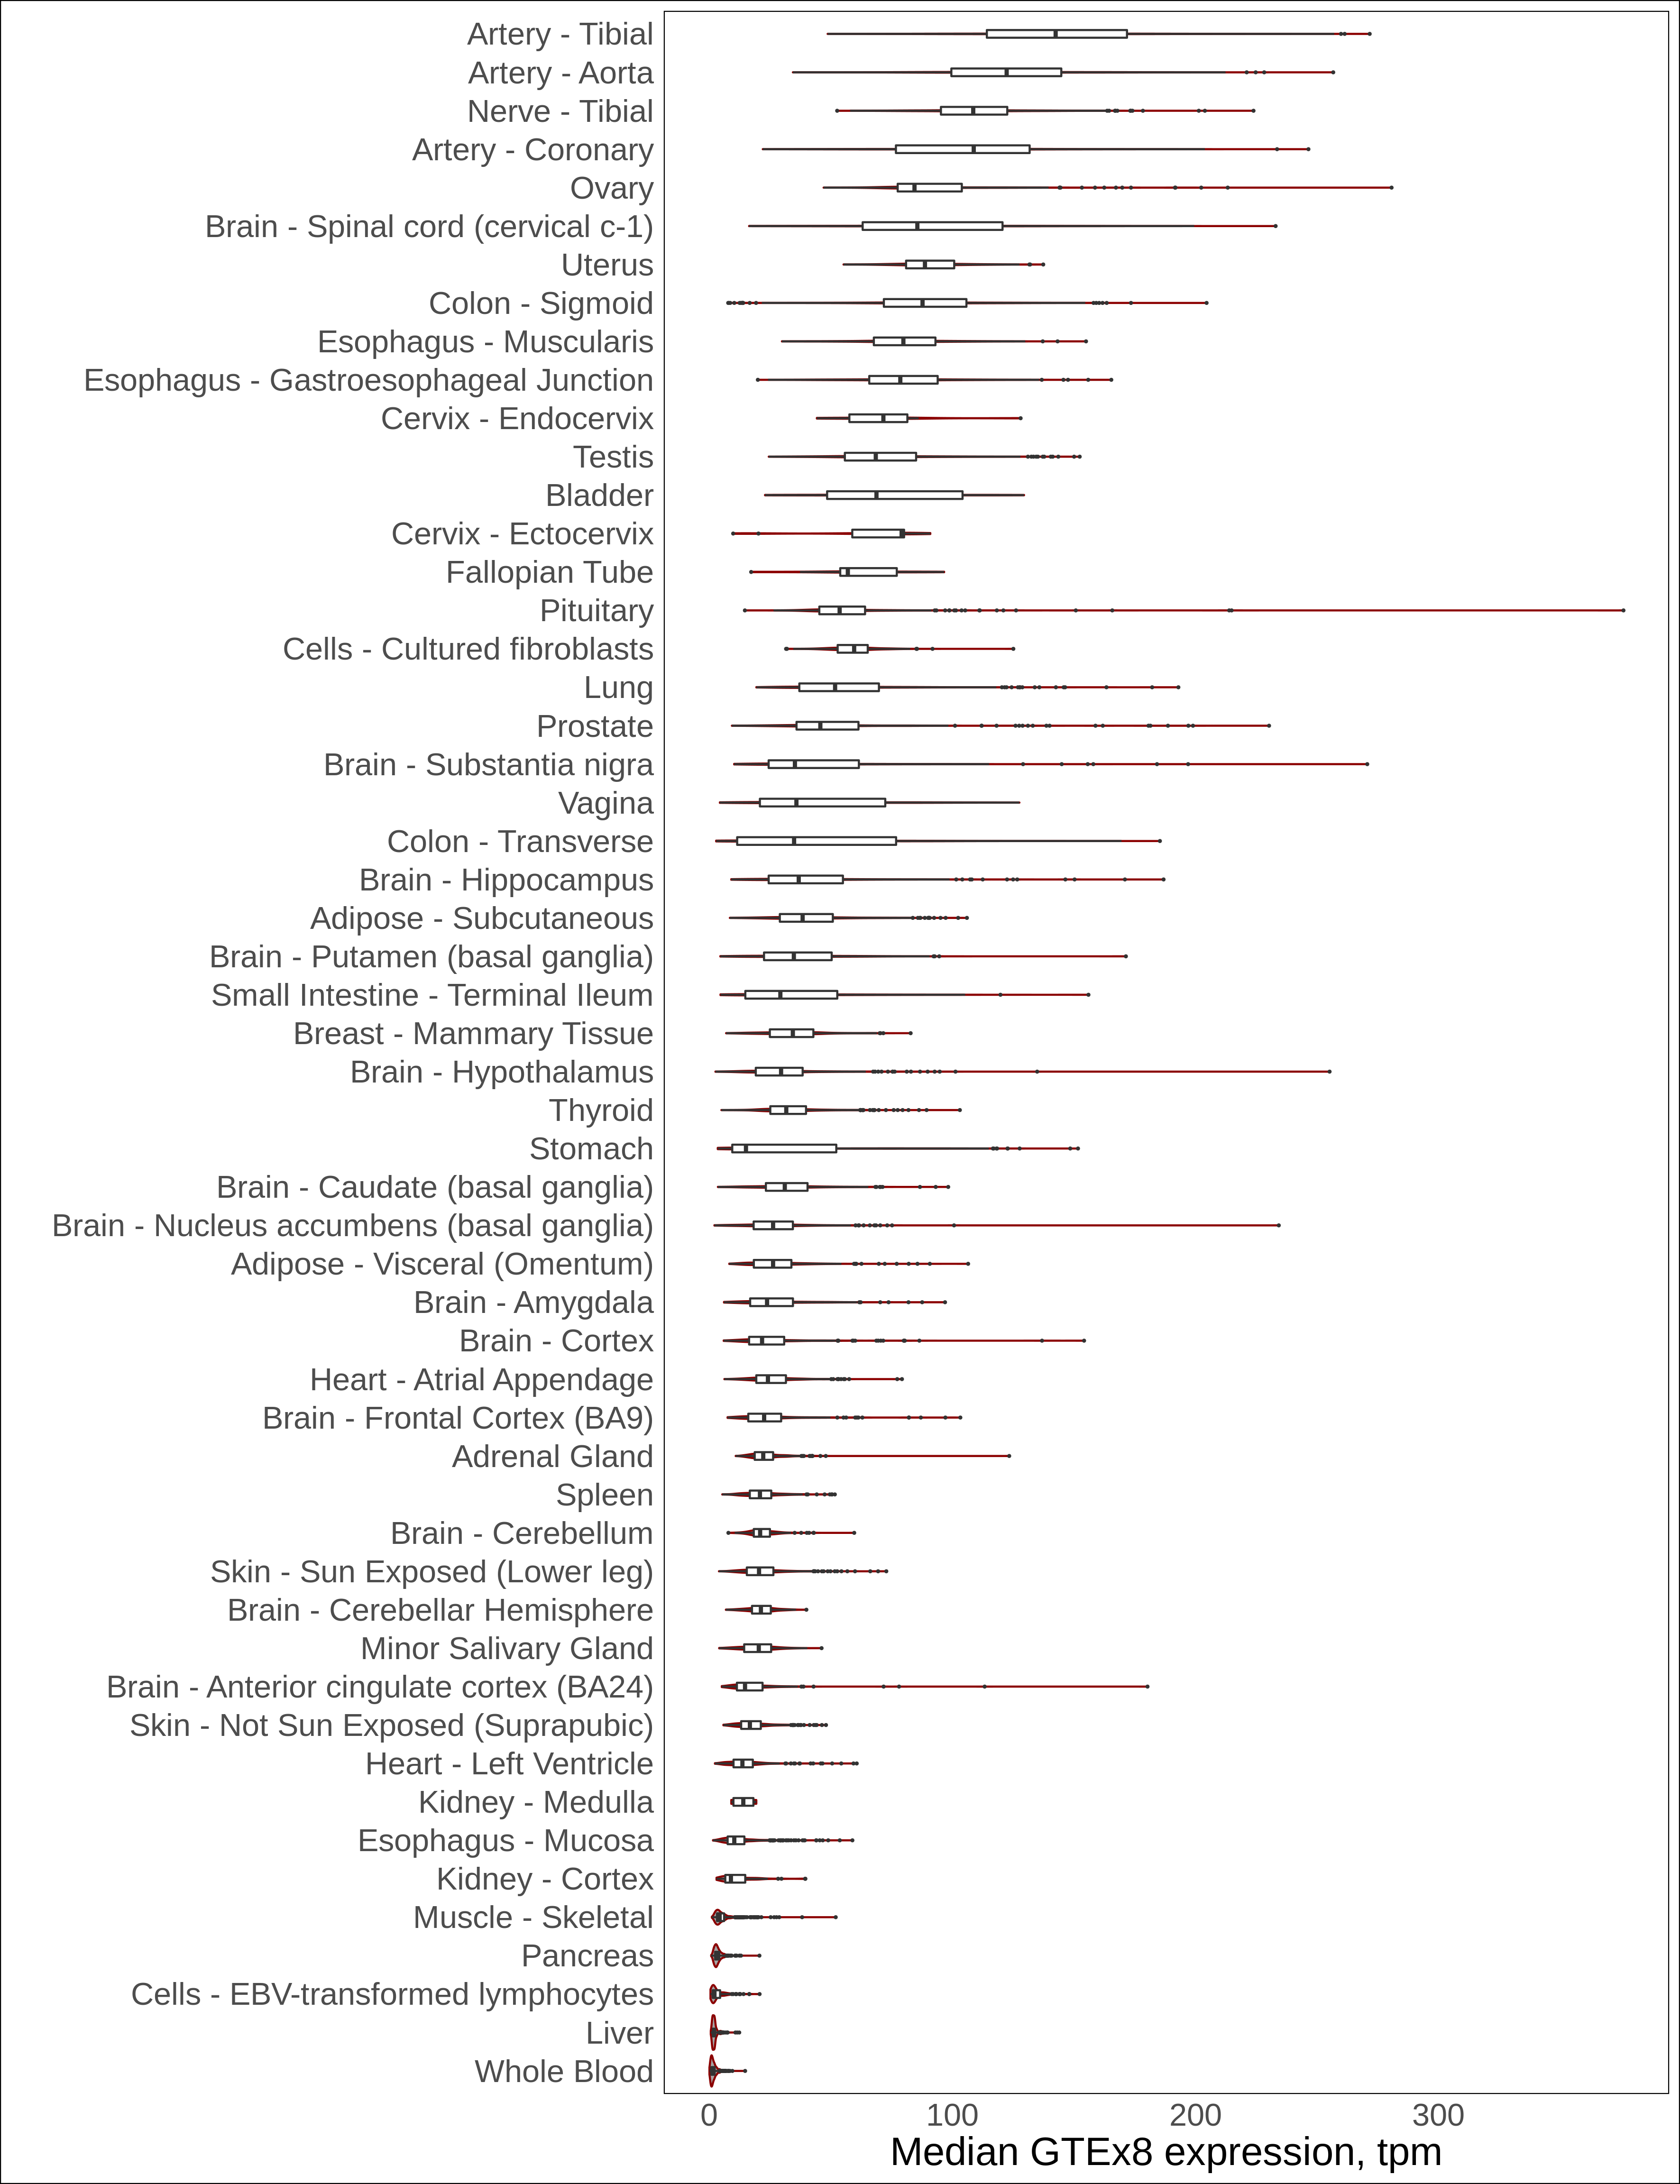 Artery - Tibial
Artery - Aorta
Nerve - Tibial
Artery - Coronary
Ovary
Brain - Spinal cord (cervical c-1)
Uterus
Colon - Sigmoid
Esophagus - Muscularis
Esophagus - Gastroesophageal Junction
Cervix - Endocervix
Testis
Bladder
Cervix - Ectocervix
Fallopian Tube
Pituitary
Cells - Cultured fibroblasts
Lung
Prostate
Brain - Substantia nigra
Vagina
Colon - Transverse
Brain - Hippocampus
Adipose - Subcutaneous
Brain - Putamen (basal ganglia)
Small Intestine - Terminal Ileum
Breast - Mammary Tissue
Brain - Hypothalamus
Thyroid
Stomach
Brain - Caudate (basal ganglia)
Brain - Nucleus accumbens (basal ganglia)
Adipose - Visceral (Omentum)
Brain - Amygdala
Brain - Cortex
Heart - Atrial Appendage
Brain - Frontal Cortex (BA9)
Adrenal Gland
Spleen
Brain - Cerebellum
Skin - Sun Exposed (Lower leg)
Brain - Cerebellar Hemisphere
Minor Salivary Gland
Brain - Anterior cingulate cortex (BA24)
Skin - Not Sun Exposed (Suprapubic)
Heart - Left Ventricle
Kidney - Medulla
Esophagus - Mucosa
Kidney - Cortex
Muscle - Skeletal
Pancreas
Cells - EBV-transformed lymphocytes
Liver
Whole Blood
0 100 200 300
Median GTEx8 expression, tpm